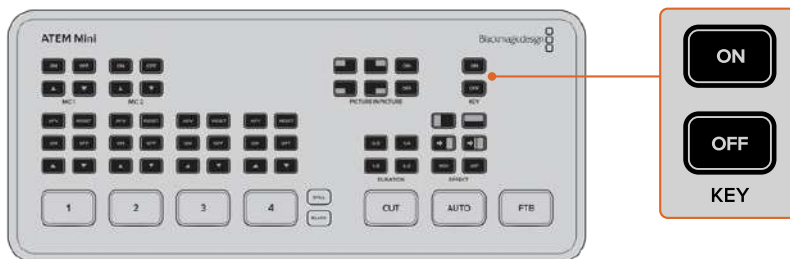 ATEM Mini
Blackmagicdesign
ON OFF ON OFF
ON
ON
MIC 1 MIC 2
OFF
PICTURE IN PICTURE
OFF
KEY
AFV RESET AFV RESET AFV RESET AFV RESET
ON OFF ON OFF ON OFF ON OFF
DURATION EFFECT
1 2 3 4
STILL
BLACK
CUT AUTO FTB
ON
OFF
KEY